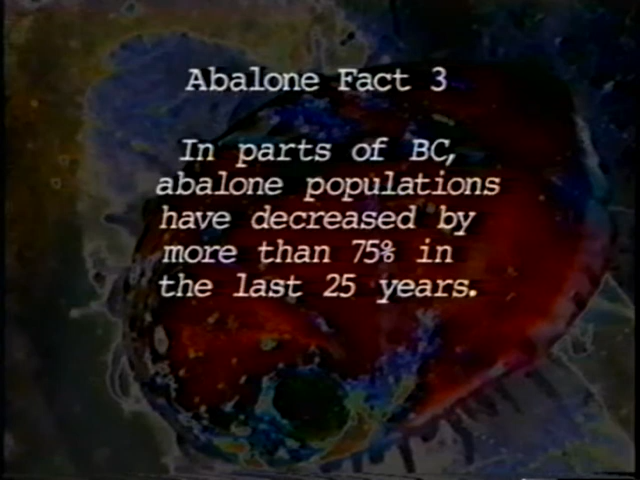 Abalone Fact 3
In parts of BC,
abalone populations
have decreased by
more than 75% in
the last 25 years.